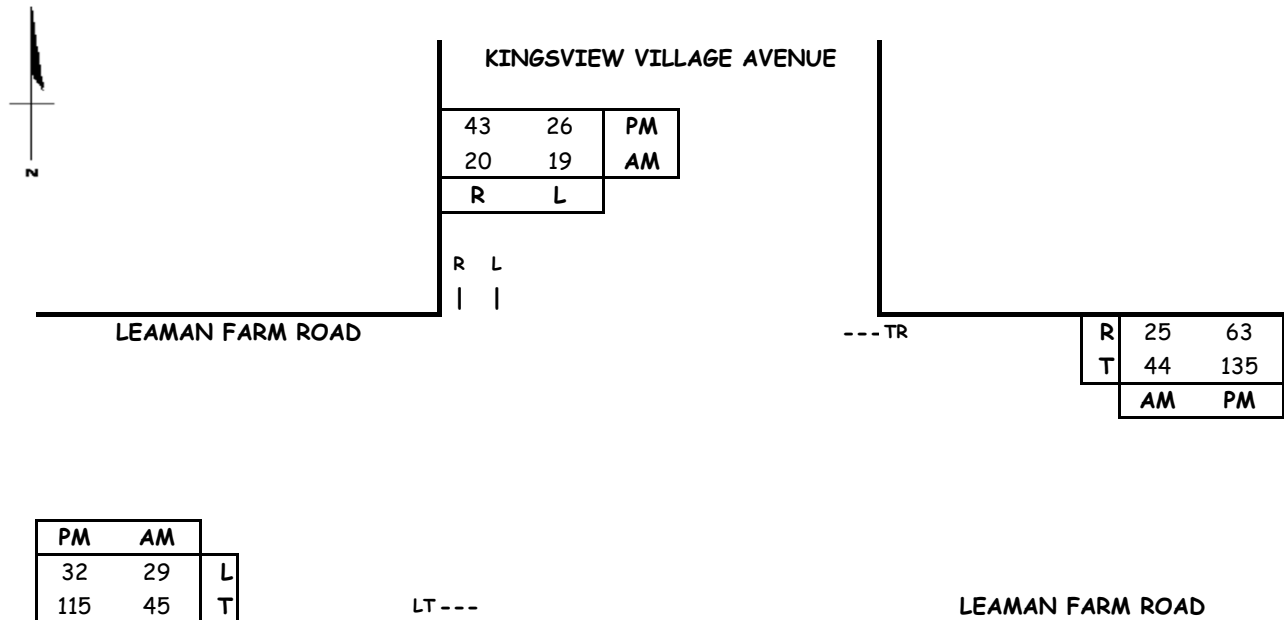 KINGSVIEW VILLAGE AVENUE
43 26 PM
20 19 AM
R L
R L
| |
LEAMAN FARM ROAD
---TR
R 25 63
T 44 135
AM PM
N
PM AM
32 29 L
115 45 T
LT---
LEAMAN FARM ROAD